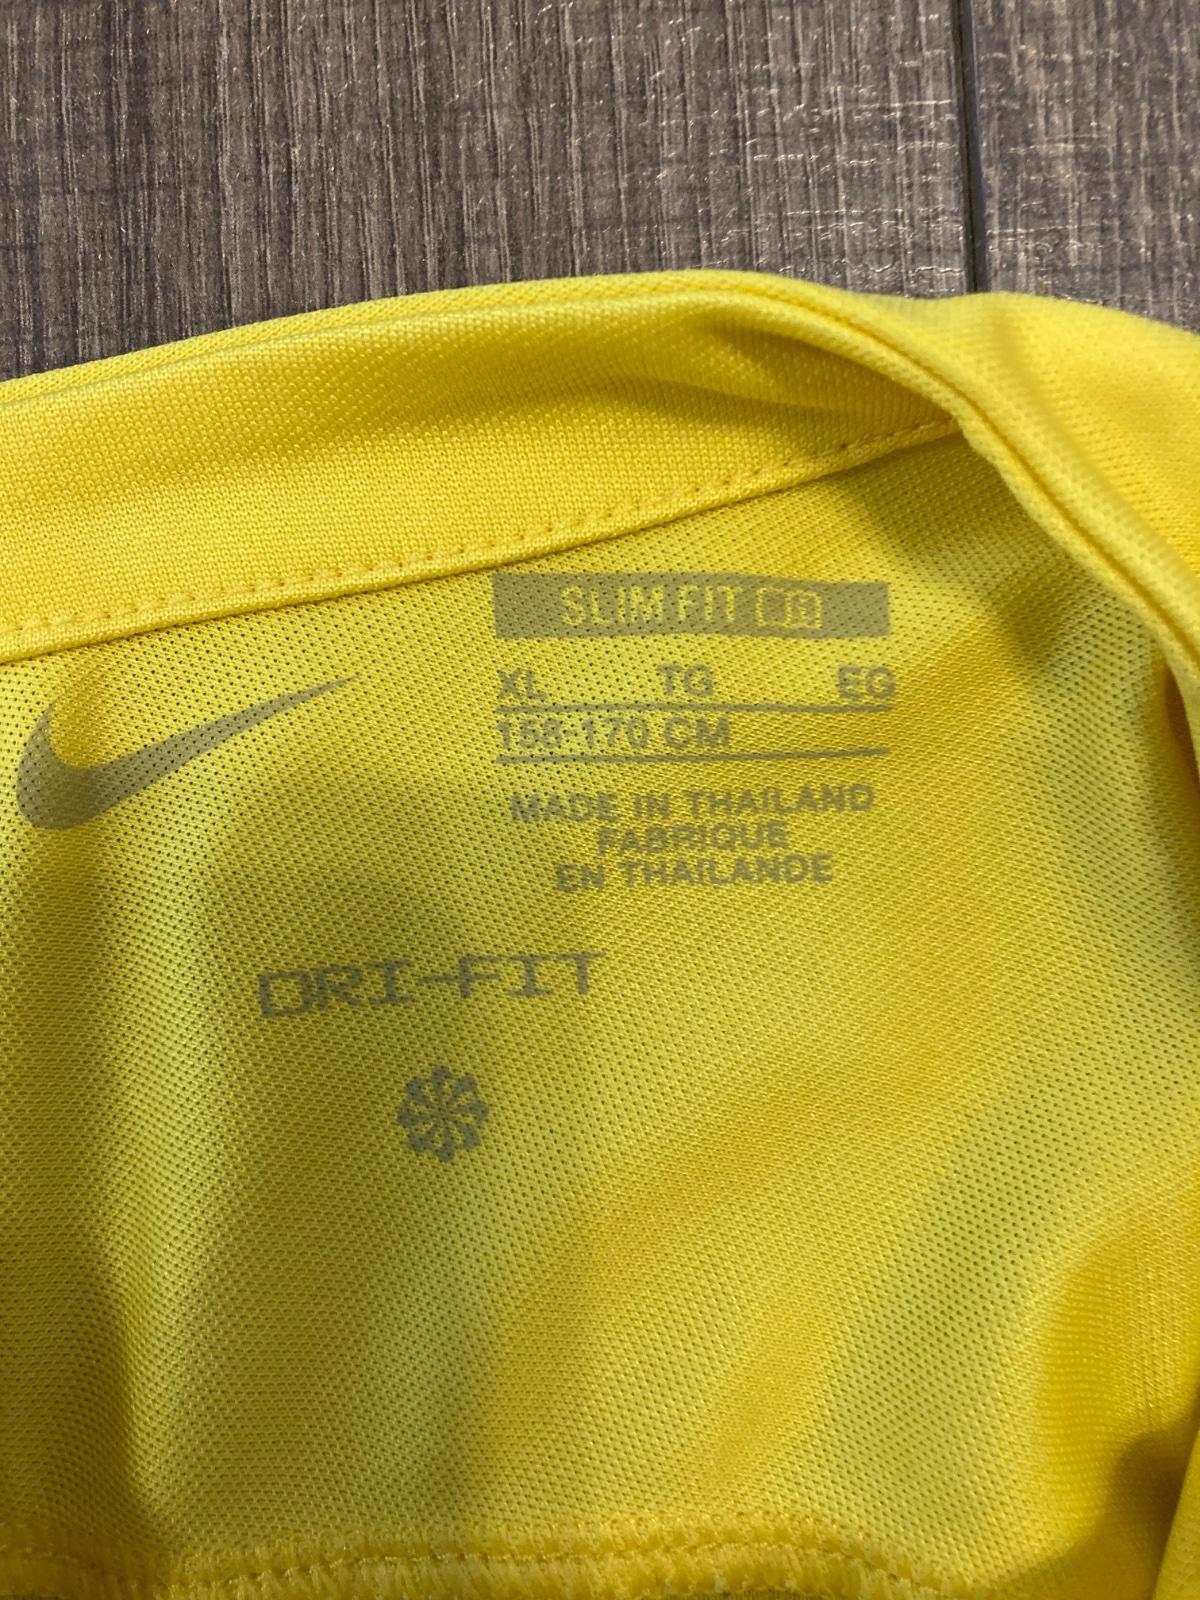 SLIM FIT
XL TG EG
158-170 CM
MADE IN THAILAND
FABRIQUE
EN THAILANDE
DRI-FIT